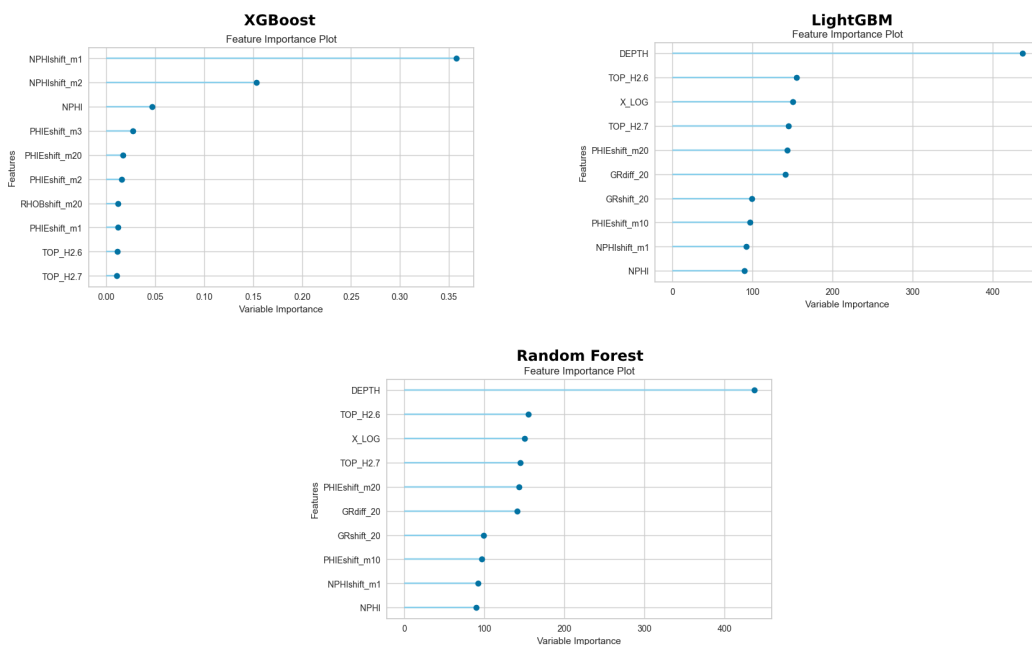 XGBoost
Feature Importance Plot
Features
NPHIshift_m1
NPHIshift_m2
NPHI
PHIEshift_m3
PHIEshift_m20
PHIEshift_m2
RHOBshift_m20
PHIEshift_m1
TOP_H2.6
TOP_H2.7
0.00 0.05 0.10 0.15 0.20 0.25 0.30 0.35
Variable Importance
LightGBM
Feature Importance Plot
Features
DEPTH
TOP_H2.6
X_LOG
TOP_H2.7
PHIEshift_m20
GRdiff_20
GRshift_20
PHIEshift_m10
NPHIshift_m1
NPHI
0 100 200 300 400
Variable Importance
Random Forest
Feature Importance Plot
Features
DEPTH
TOP_H2.6
X_LOG
TOP_H2.7
PHIEshift_m20
GRdiff_20
GRshift_20
PHIEshift_m10
NPHIshift_m1
NPHI
0 100 200 300 400
Variable Importance